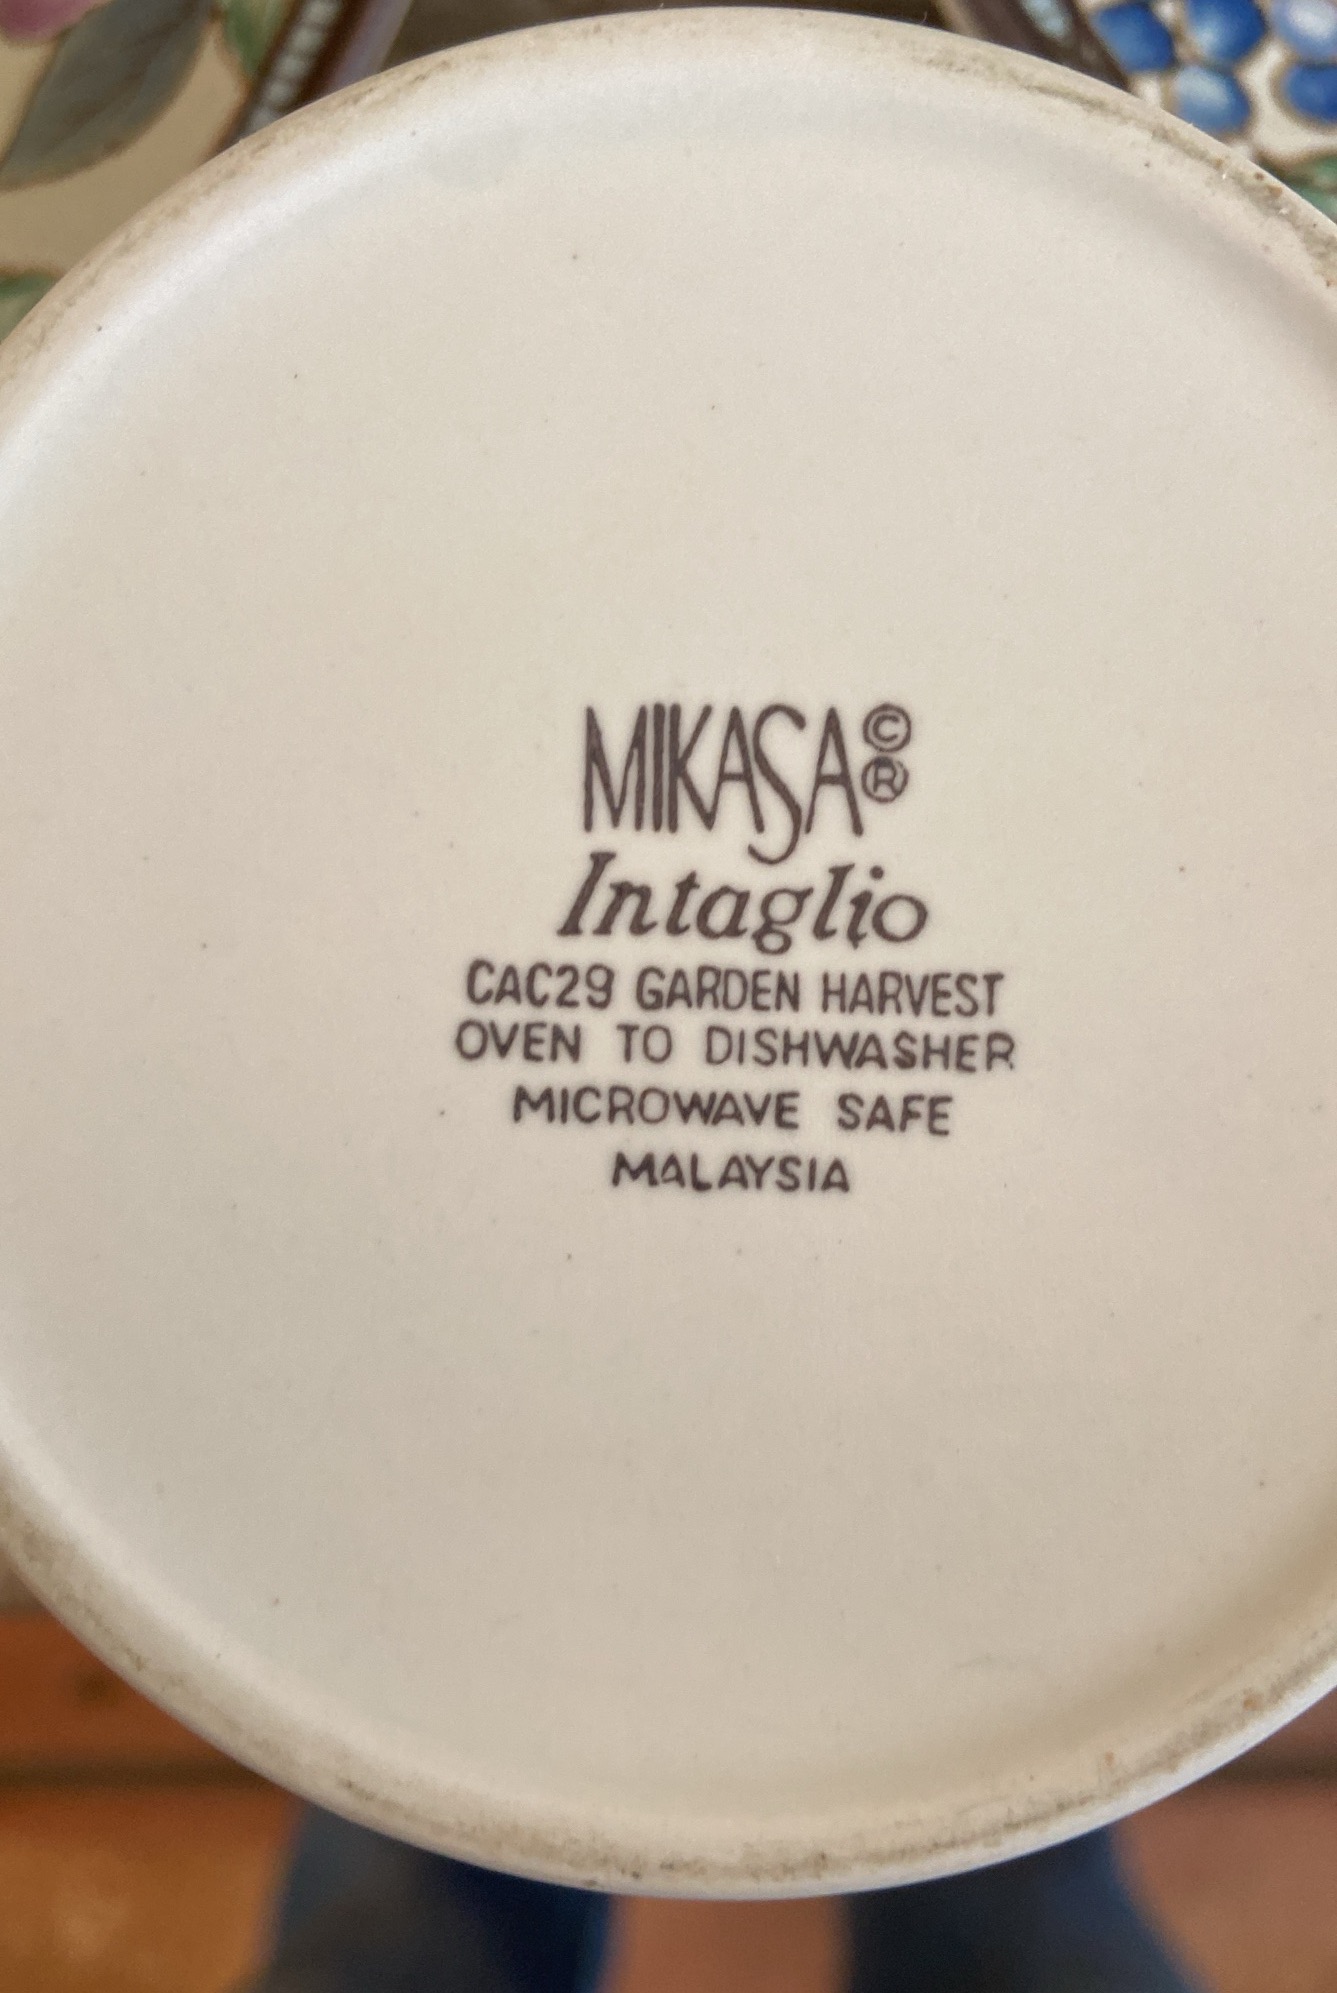 MIKASA©®
Intaglio
CAC29 GARDEN HARVEST
OVEN TO DISHWASHER
MICROWAVE SAFE
MALAYSIA